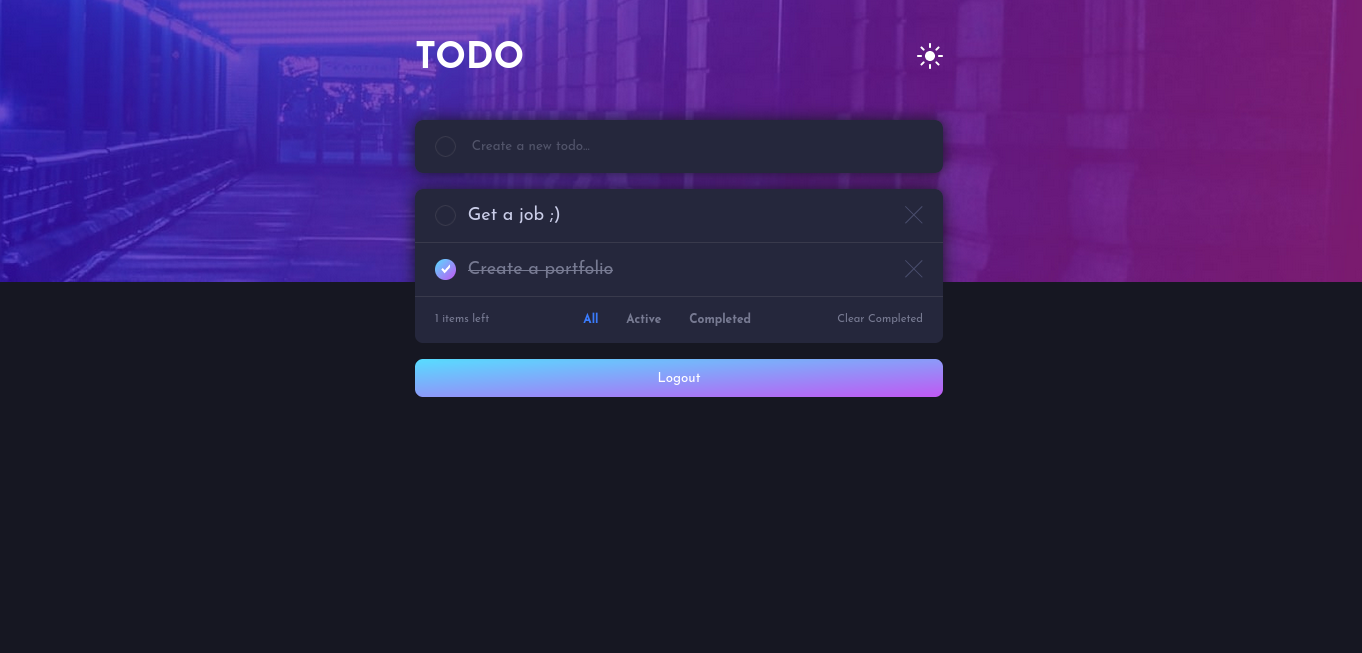 TODO
Create a new todo...
Get a job ;)
Create a portfolio
1 items left All Active Completed Clear Completed
Logout